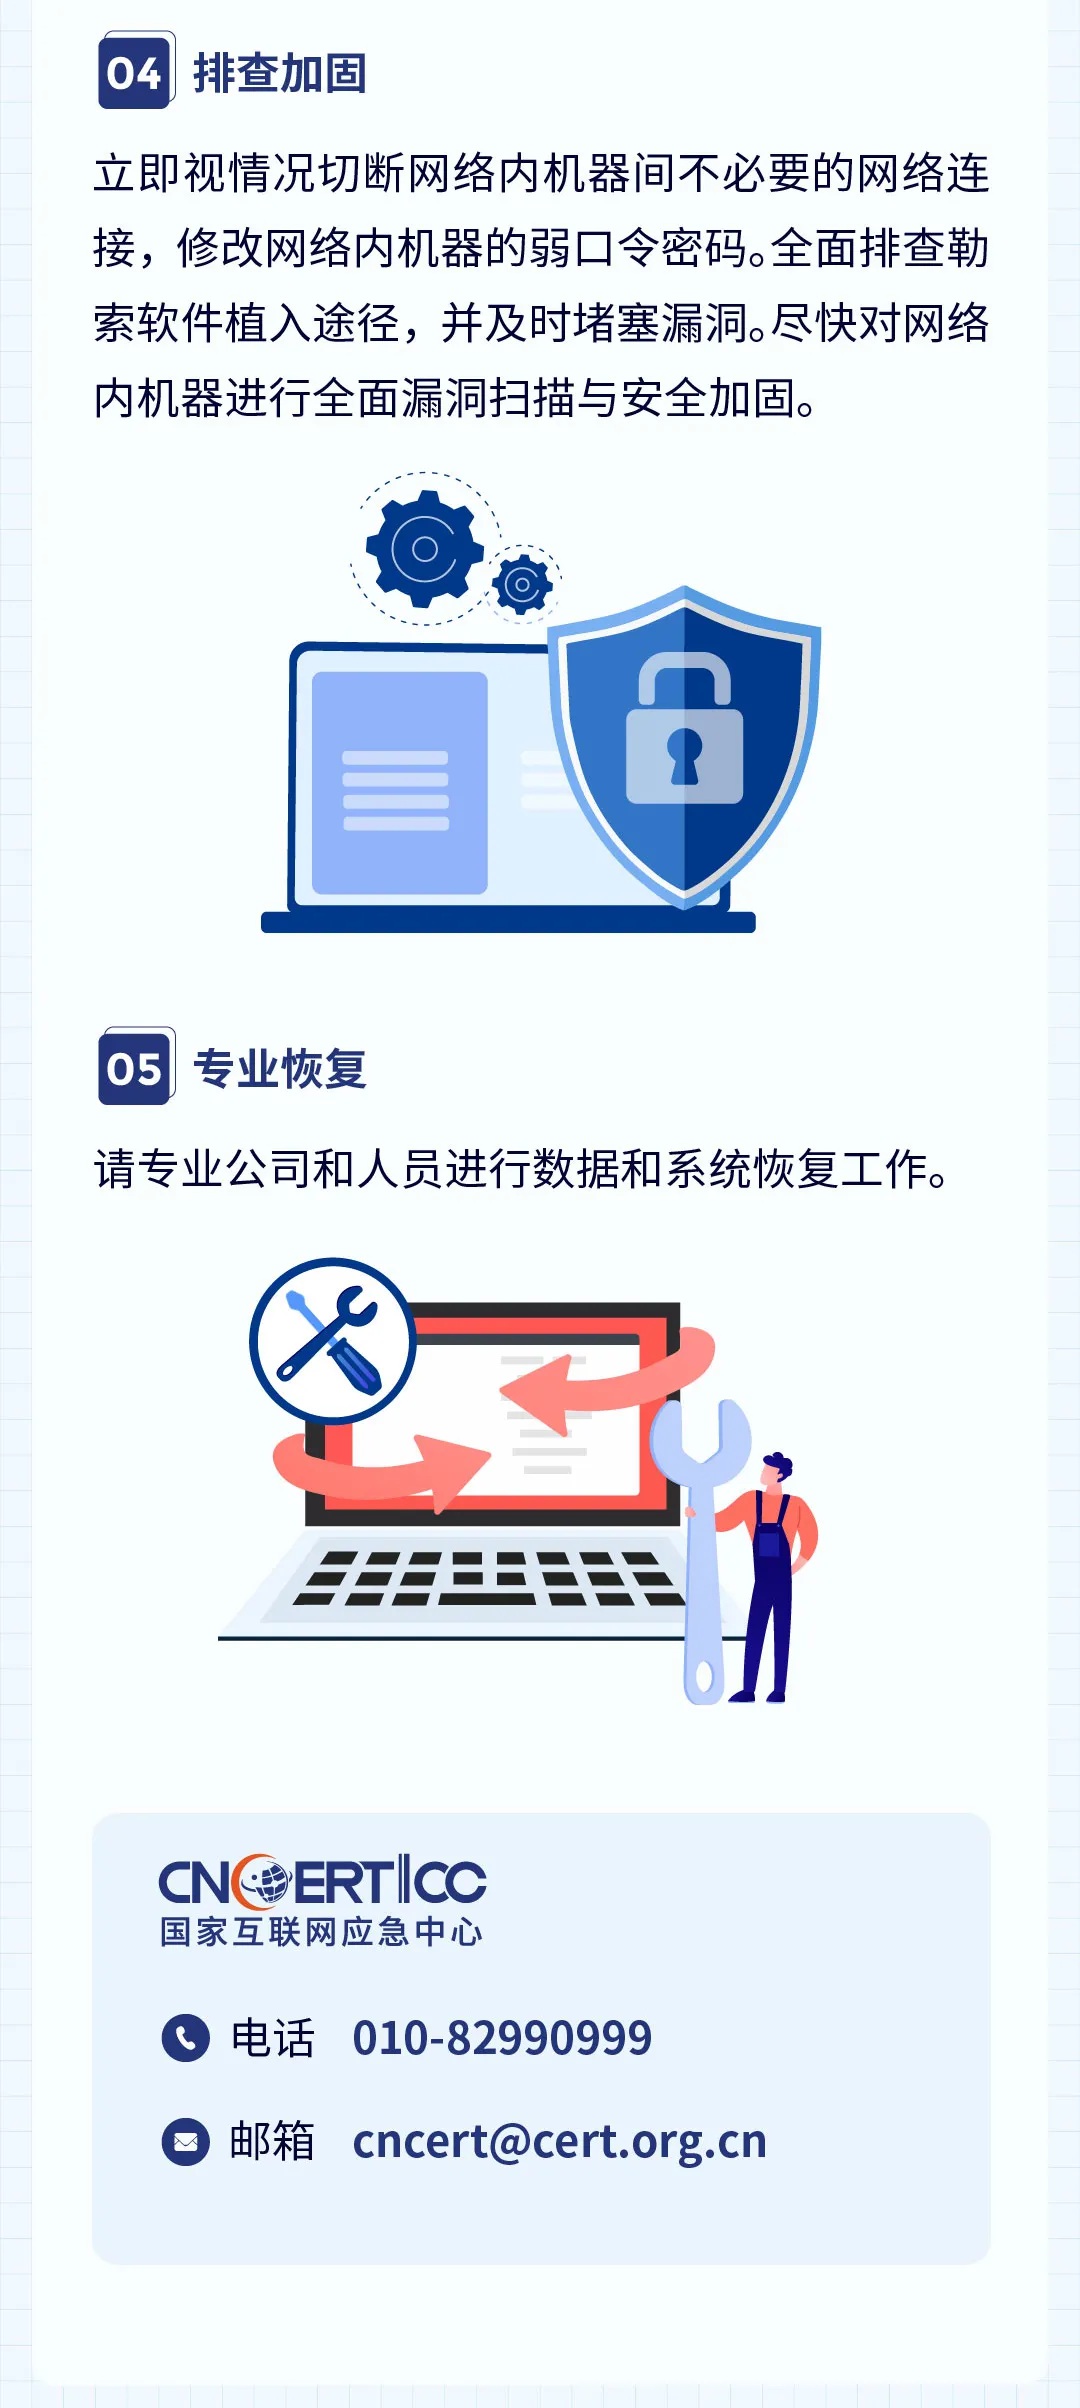 04 排查加固
立即视情况切断网络内机器间不必要的网络连
接，修改网络内机器的弱口令密码。全面排查勒
索软件植入途径，并及时堵塞漏洞。尽快对网络
内机器进行全面漏洞扫描与安全加固。
05 专业恢复
请专业公司和人员进行数据和系统恢复工作。
CNCERT|CC
国家互联网应急中心
电话 010-82990999
邮箱 cncert@cert.org.cn